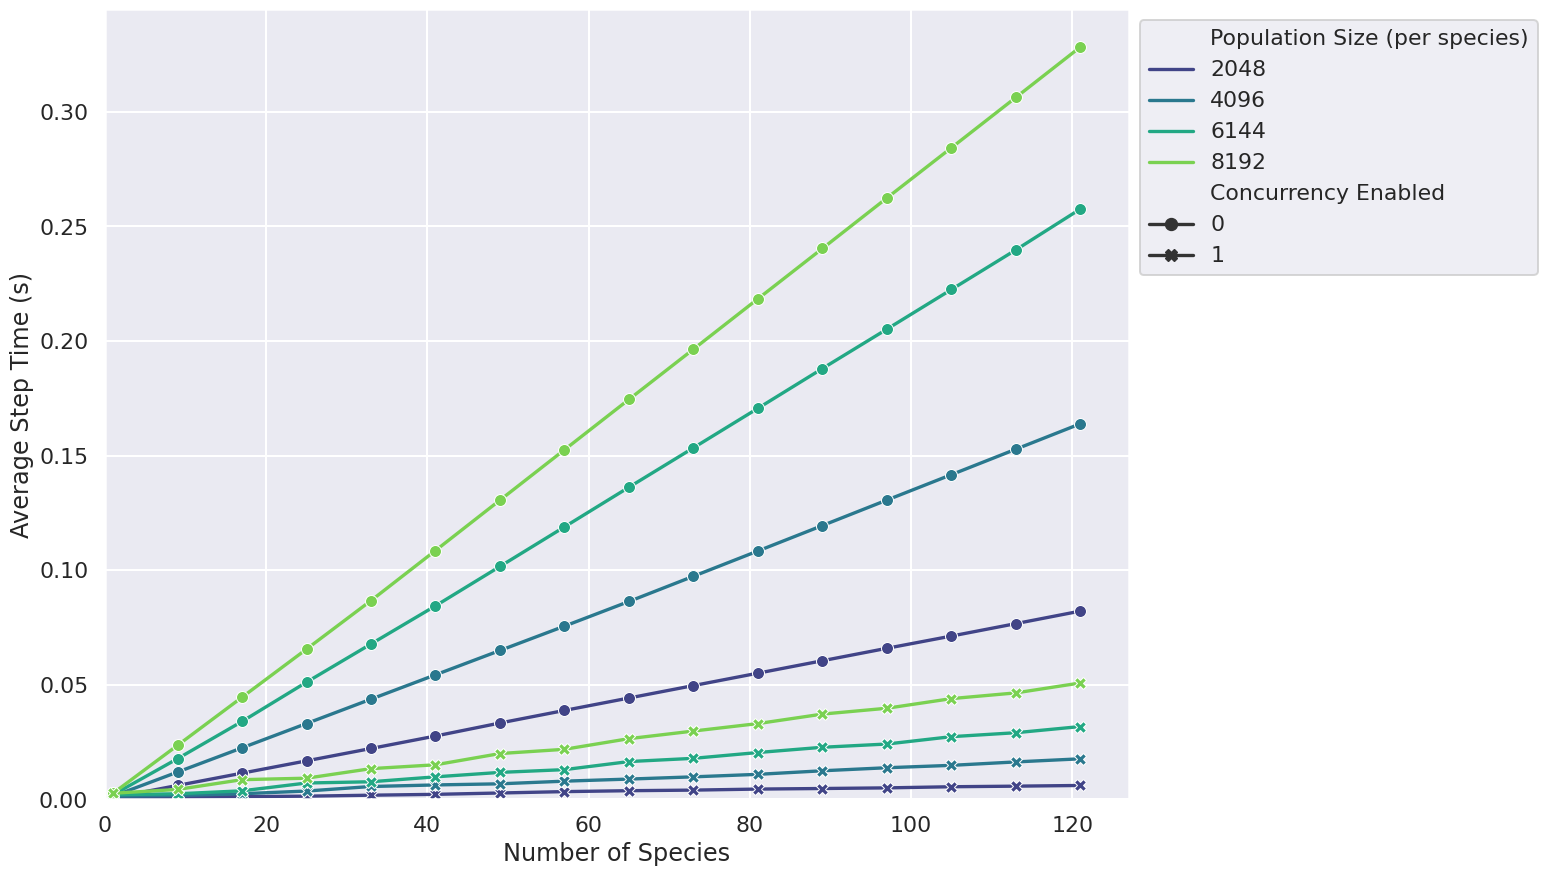 Population Size (per species)
2048
4096
6144
8192
Concurrency Enabled
0
1
Average Step Time (s)
0.30
0.25
0.20
0.15
0.10
0.05
0.00
0 20 40 60 80 100 120
Number of Species